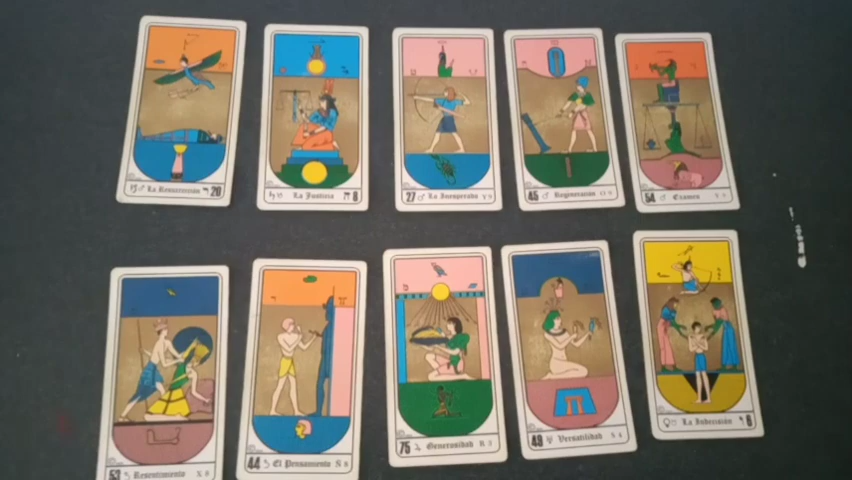 La Resurrección 20
La Justicia 8
27 Lo Inesperado
45 Regeneración
54 Examen
Resentimiento
44 El Pensamiento
75 Generosidad
49 Versatilidad
La Indecisión 6